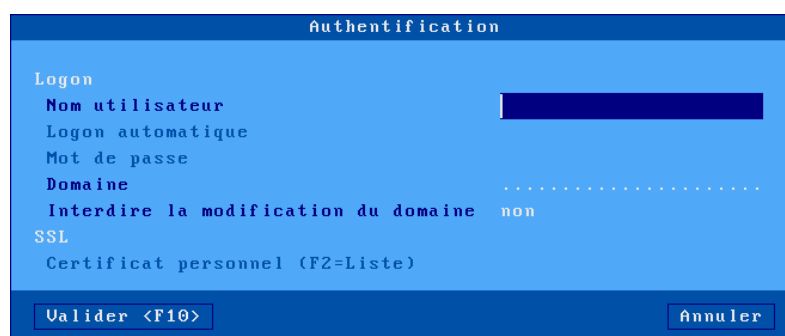 Authentification
Logon
Nom utilisateur
Logon automatique
Mot de passe
Domaine ......................
Interdire la modification du domaine non
SSL
Certificat personnel (F2=Liste)
Valider <F10> Annuler